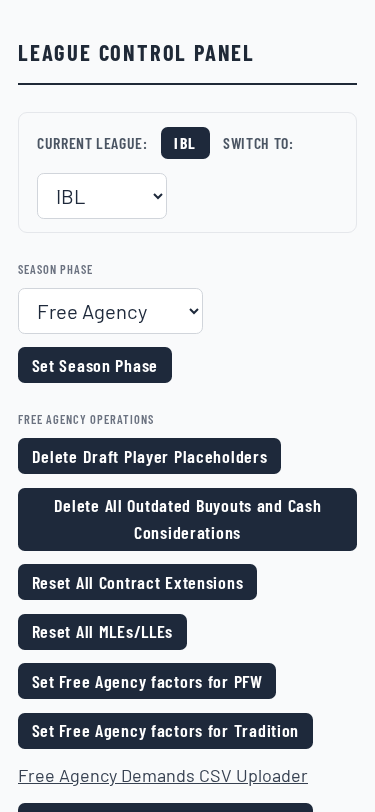 LEAGUE CONTROL PANEL
CURRENT LEAGUE: IBL SWITCH TO:
IBL
SEASON PHASE
Free Agency
Set Season Phase
FREE AGENCY OPERATIONS
Delete Draft Player Placeholders
Delete All Outdated Buyouts and Cash
Considerations
Reset All Contract Extensions
Reset All MLEs/LLEs
Set Free Agency factors for PFW
Set Free Agency factors for Tradition
Free Agency Demands CSV Uploader